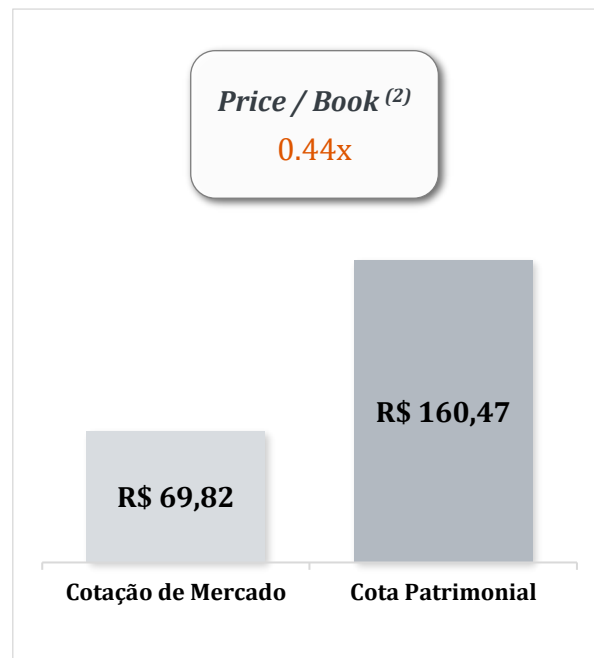 Price / Book (2)
0.44x
R$ 160,47
R$ 69,82
Cotação de Mercado
Cota Patrimonial